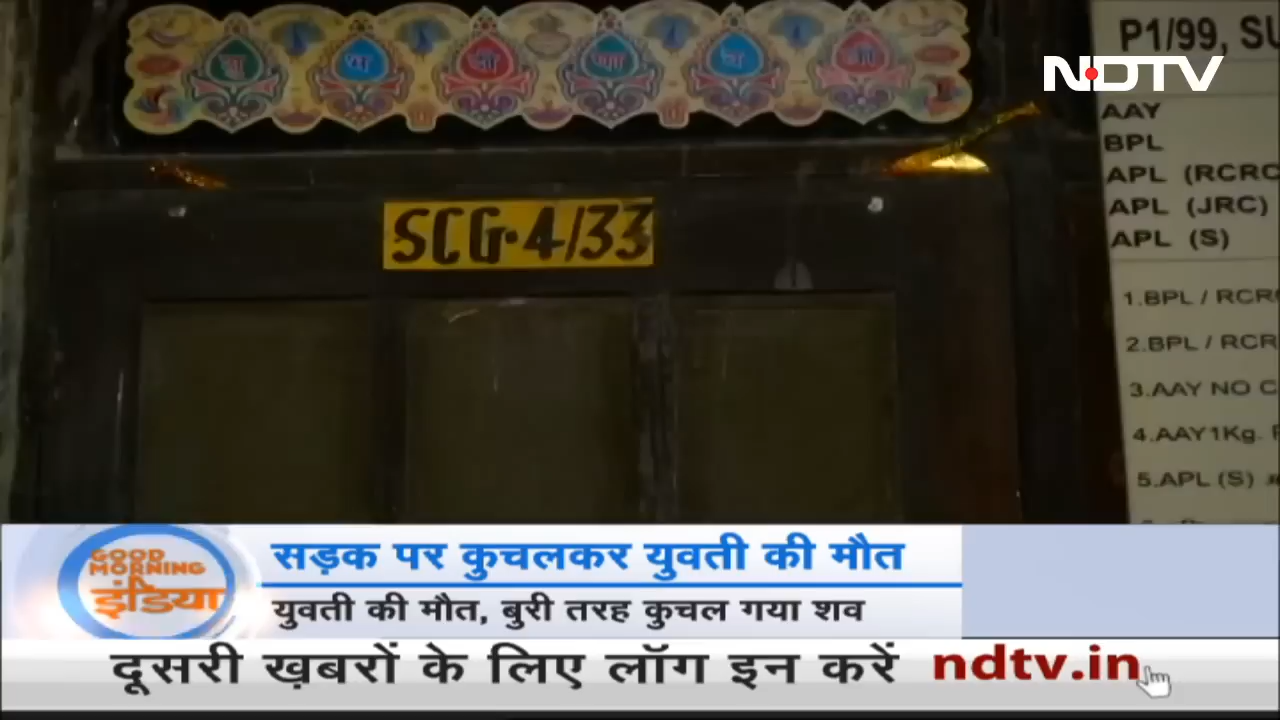 P1/99, SU
NDTV
AAY
BPL
APL (RCRC
APL (JRC)
APL (S)
SCG·4/33
1.BPL / RCR
2.BPL / RCR
3.AAY NO C
4.AAY1Kg.
5.APL (S)
GOOD
MORNING
इंडिया
सड़क पर कुचलकर युवती की मौत
युवती की मौत, बुरी तरह कुचल गया शव
दूसरी ख़बरों के लिए लॉग इन करें ndtv.in